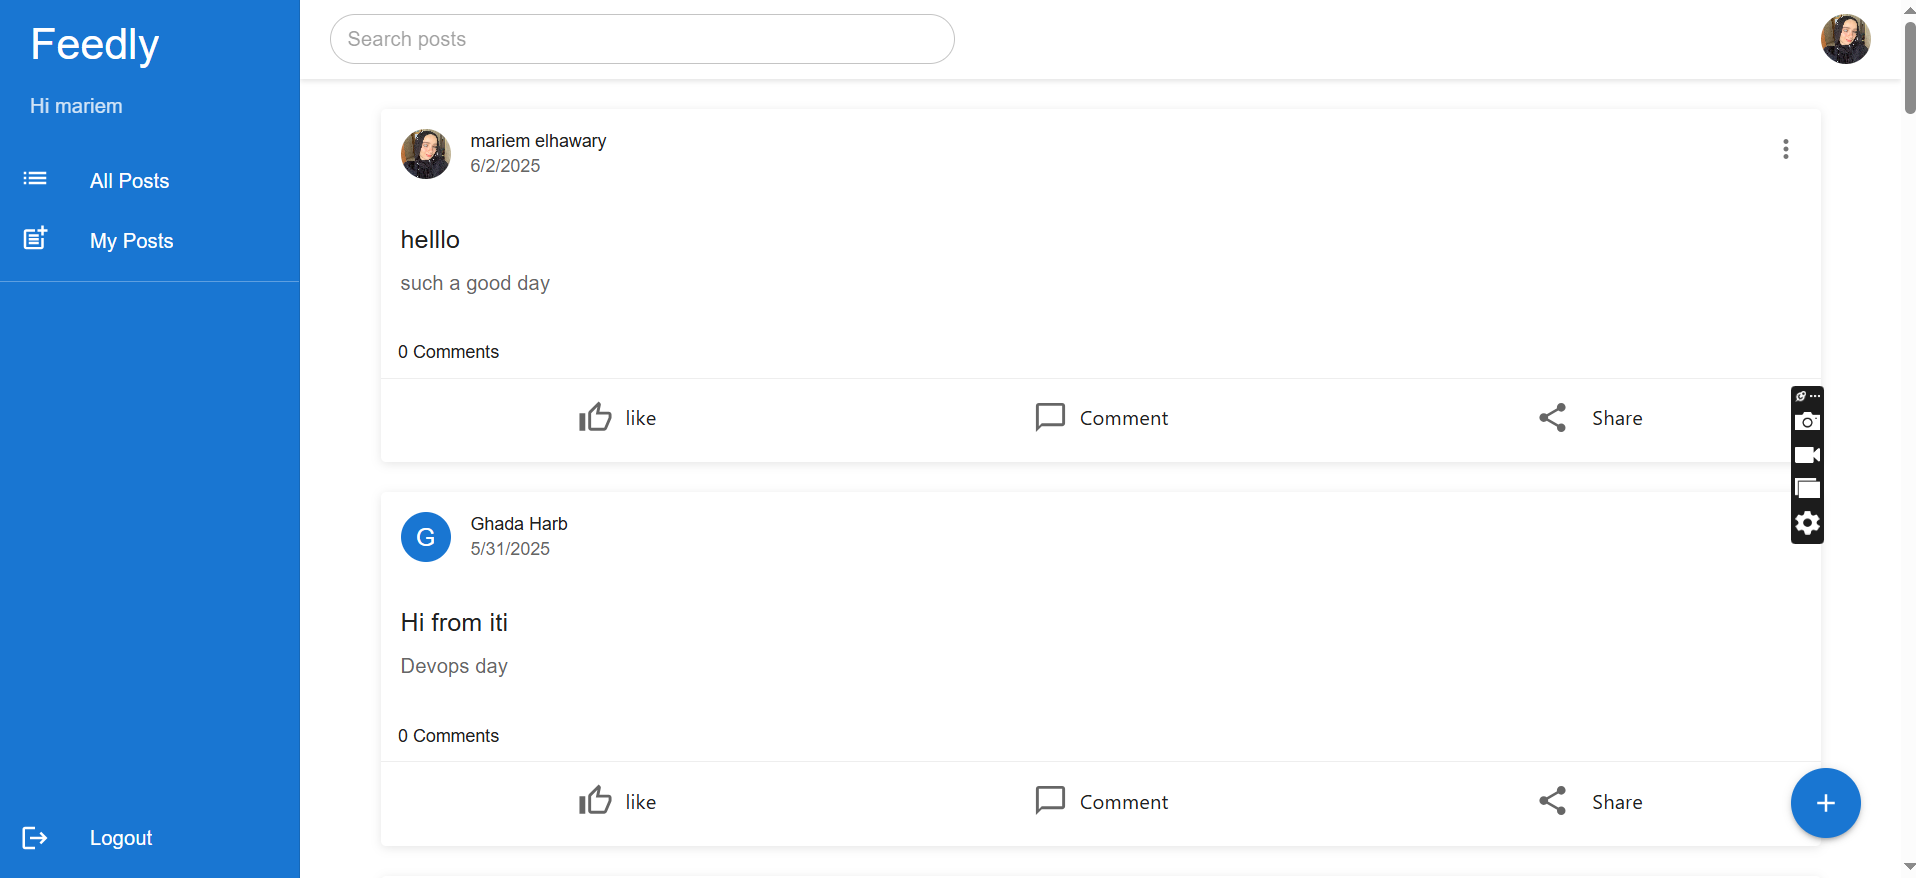 Feedly
Hi mariem
All Posts
My Posts
Logout
Search posts
mariem elhawary
6/2/2025
helllo
such a good day
0 Comments
like
Comment
Share
G
Ghada Harb
5/31/2025
Hi from iti
Devops day
0 Comments
like
Comment
Share